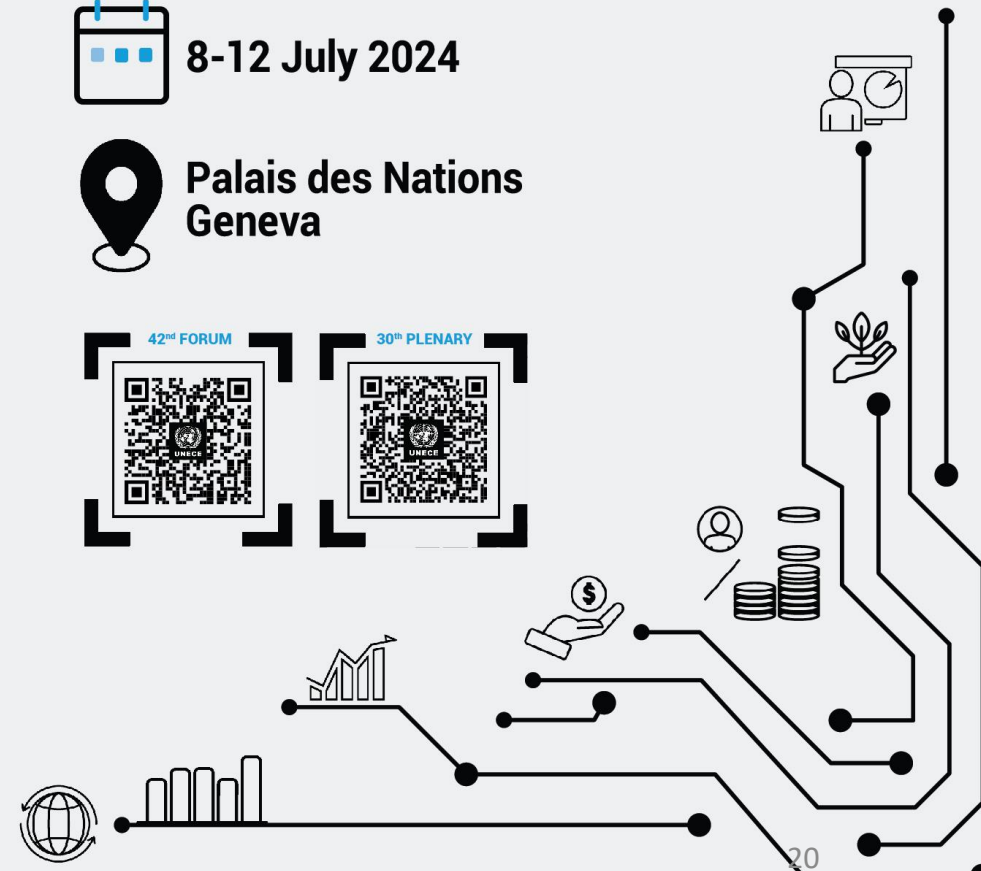 8-12 July 2024
Palais des Nations
Geneva
42nd FORUM
30th PLENARY
UNECE
UNECE
$
20